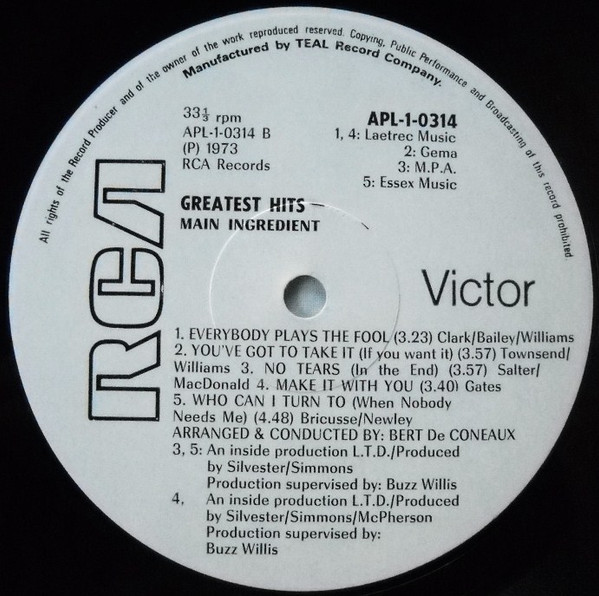 All rights of the Record Producer and of the owner of the work reproduced reserved. Copying, Public Performance and Broadcasting of this record prohibited.
Manufactured by TEAL Record Company.
33⅓ rpm
APL-1-0314 B
(P) 1973
RCA Records
APL-1-0314
1, 4: Laetrec Music
2: Gema
3: M.P.A.
5: Essex Music
GREATEST HITS –
MAIN INGREDIENT
RCA
Victor
1. EVERYBODY PLAYS THE FOOL (3.23) Clark/Bailey/Williams
2. YOU'VE GOT TO TAKE IT (If you want it) (3.57) Townsend/
Williams 3. NO TEARS (In the End) (3.57) Salter/
MacDonald 4. MAKE IT WITH YOU (3.40) Gates
5. WHO CAN I TURN TO (When Nobody
Needs Me) (4.48) Bricusse/Newley
ARRANGED & CONDUCTED BY: BERT De CONEAUX
3, 5: An inside production L.T.D./Produced
by Silvester/Simmons
Production supervised by: Buzz Willis
4, An inside production L.T.D./Produced
by Silvester/Simmons/McPherson
Production supervised by:
Buzz Willis